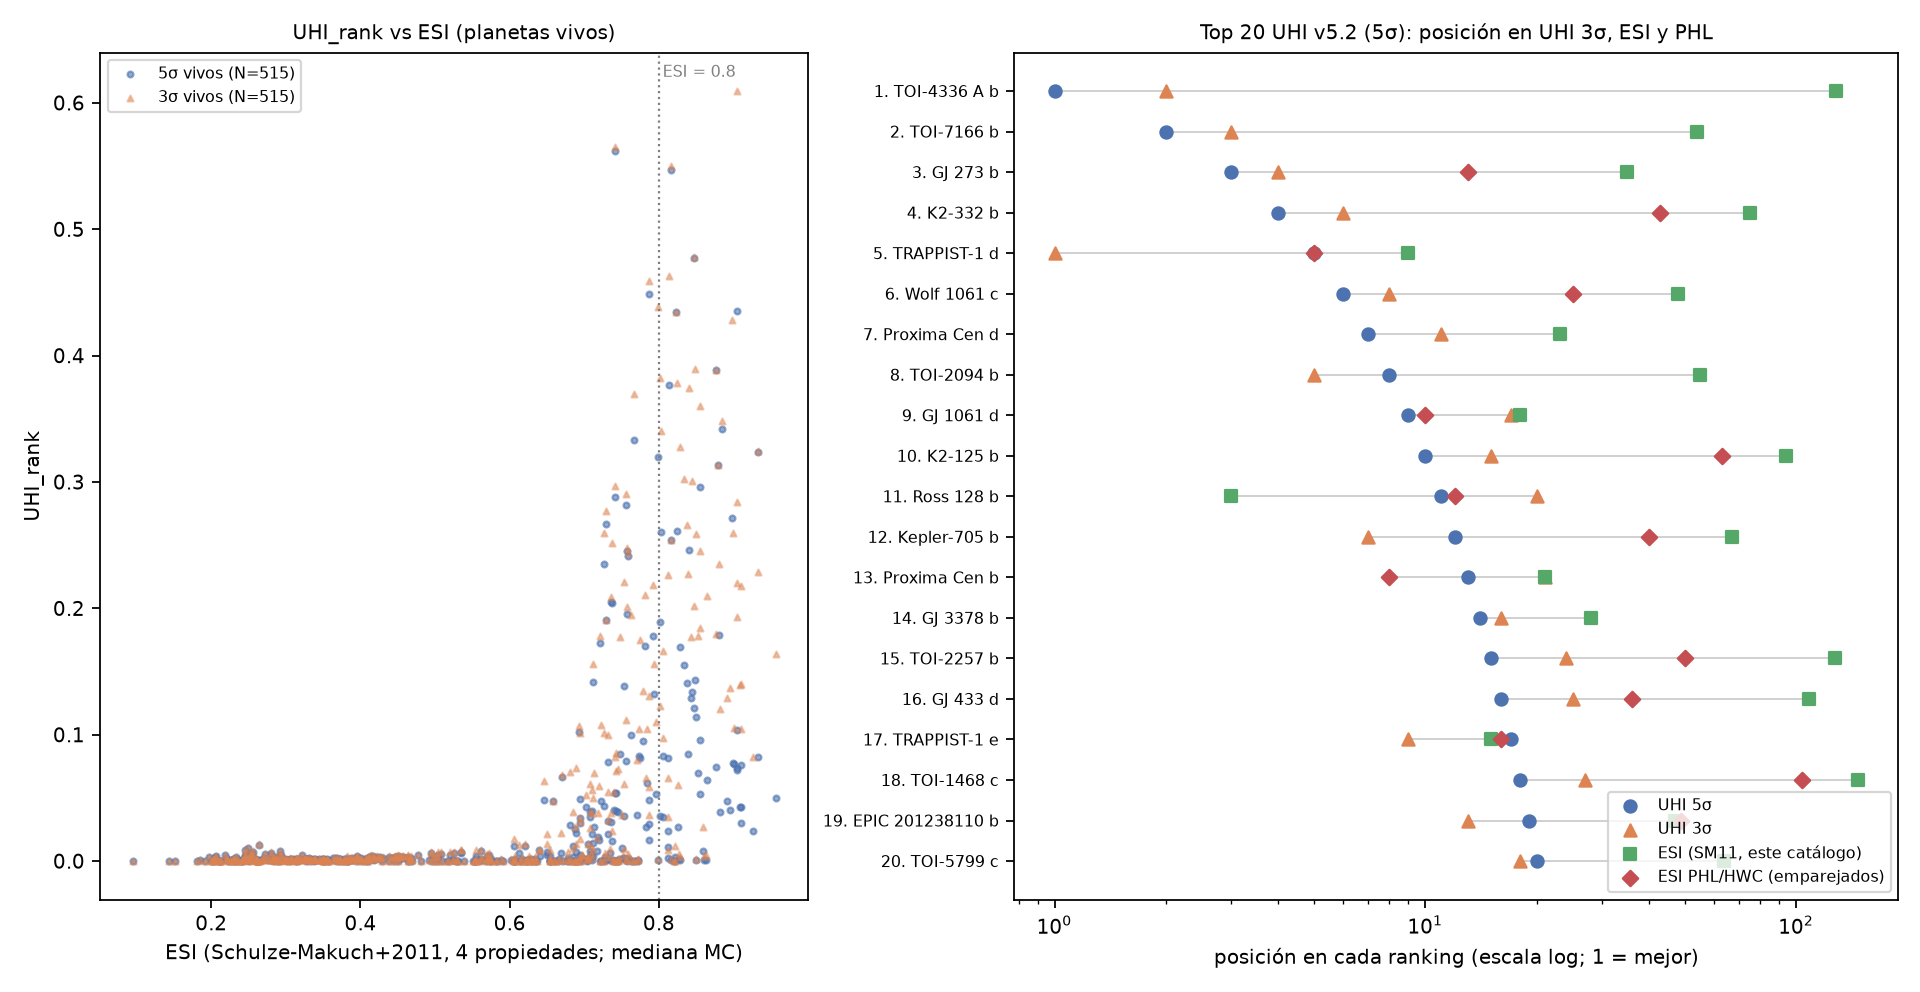 UHI_rank vs ESI (planetas vivos)
5σ vivos (N=515)
3σ vivos (N=515)
ESI = 0.8
0.6
0.5
0.4
0.3
0.2
0.1
0.0
UHI_rank
0.2
0.4
0.6
0.8
ESI (Schulze-Makuch+2011, 4 propiedades; mediana MC)
Top 20 UHI v5.2 (5σ): posición en UHI 3σ, ESI y PHL
1. TOI-4336 A b
2. TOI-7166 b
3. GJ 273 b
4. K2-332 b
5. TRAPPIST-1 d
6. Wolf 1061 c
7. Proxima Cen d
8. TOI-2094 b
9. GJ 1061 d
10. K2-125 b
11. Ross 128 b
12. Kepler-705 b
13. Proxima Cen b
14. GJ 3378 b
15. TOI-2257 b
16. GJ 433 d
17. TRAPPIST-1 e
18. TOI-1468 c
19. EPIC 201238110 b
20. TOI-5799 c
UHI 5σ
UHI 3σ
ESI (SM11, este catálogo)
ESI PHL/HWC (emparejados)
10⁰
10¹
10²
posición en cada ranking (escala log; 1 = mejor)